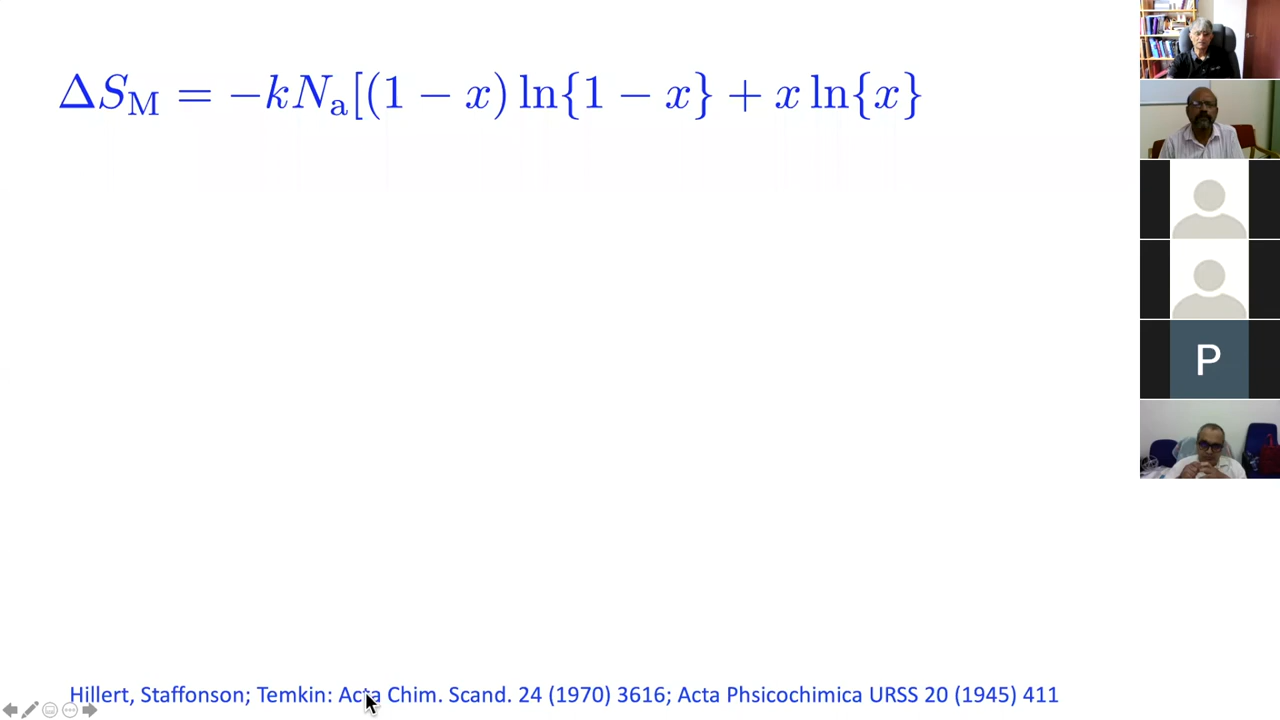 ΔS_M = −kN_a[(1 − x) ln{1 − x} + x ln{x}
P
Hillert, Staffonson; Temkin: Acta Chim. Scand. 24 (1970) 3616; Acta Phsicochimica URSS 20 (1945) 411